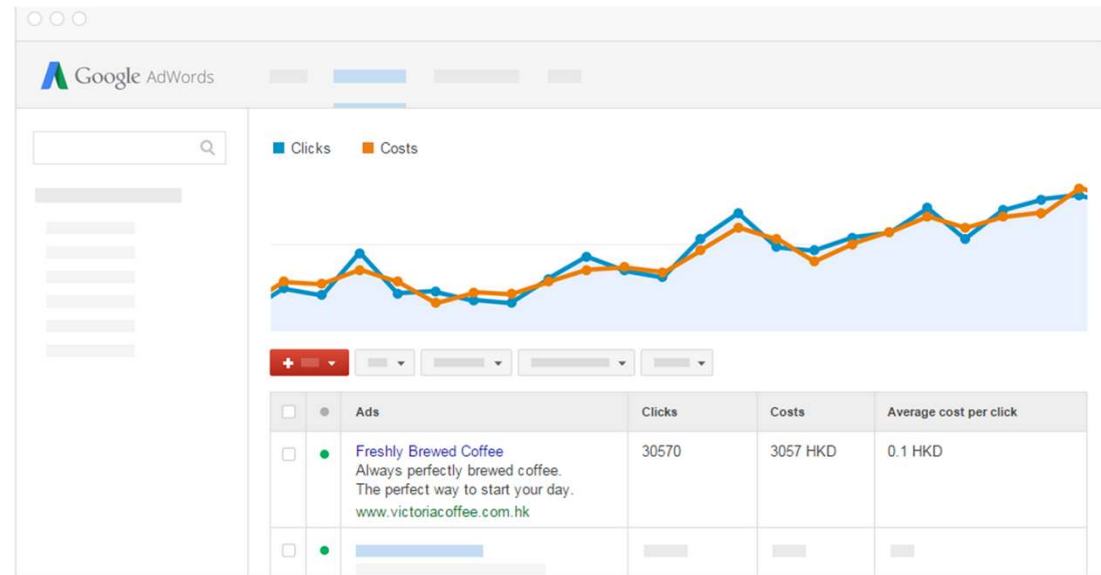 Google AdWords
Clicks Costs
Ads Clicks Costs Average cost per click
Freshly Brewed Coffee 30570 3057 HKD 0.1 HKD
Always perfectly brewed coffee.
The perfect way to start your day.
www.victoriacoffee.com.hk